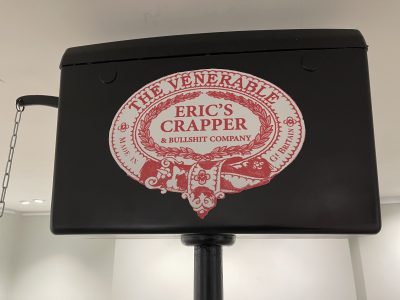 THE VENERABLE
ERIC'S
CRAPPER
& BULLSHIT COMPANY
MADE IN
Gt BRITAIN